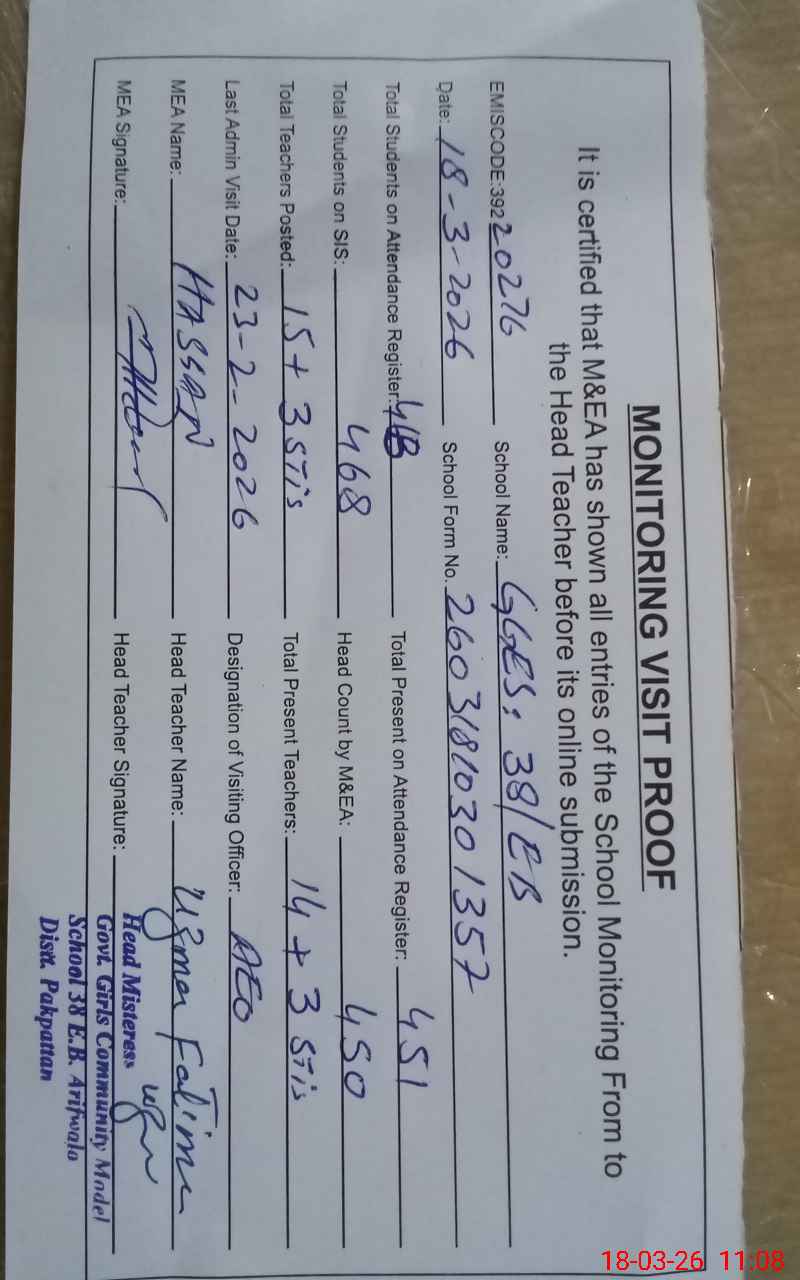 MONITORING VISIT PROOF
It is certified that M&EA has shown all entries of the School Monitoring From to
the Head Teacher before its online submission.
EMISCODE:39220276 School Name: GGES, 38/EB
Date: 18-3-2026 School Form No. 2603181030 1357
Total Students on Attendance Register: Total Present on Attendance Register: 451
Total Students on SIS: 468 Head Count by M&EA: 450
Total Teachers Posted: 15 + 3 STIs Total Present Teachers: 14 + 3 STIs
Last Admin Visit Date: 23-2-2026 Designation of Visiting Officer: AEO
MEA Name: HASSAN Head Teacher Name: Uzma Fatima
MEA Signature: Head Teacher Signature:
Head Misteress
Govt. Girls Community Model
School 38 E.B. Arifwala
Distt. Pakpattan
18-03-26 11:08